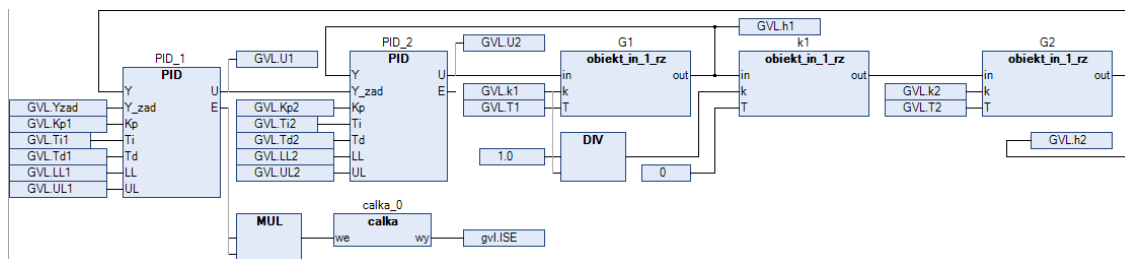 GVL.h1
PID_1
PID_2
G1
k1
G2
PID
GVL.U1
PID
GVL.U2
obiekt_in_1_rz
obiekt_in_1_rz
obiekt_in_1_rz
Y U
Y U
in out
in out
in out
GVL.Yzad Y_zad E
Y_zad E
GVL.k1 k
k
GVL.k2 k
GVL.Kp1 Kp
GVL.Kp2 Kp
GVL.T1 T
T
GVL.T2 T
GVL.Ti1 Ti
GVL.Ti2 Ti
GVL.Td1 Td
GVL.Td2 Td
DIV
GVL.h2
GVL.LL1 LL
GVL.LL2 LL
1.0
GVL.UL1 UL
GVL.UL2 UL
0
calka_0
MUL
calka
we wy
gvl.ISE